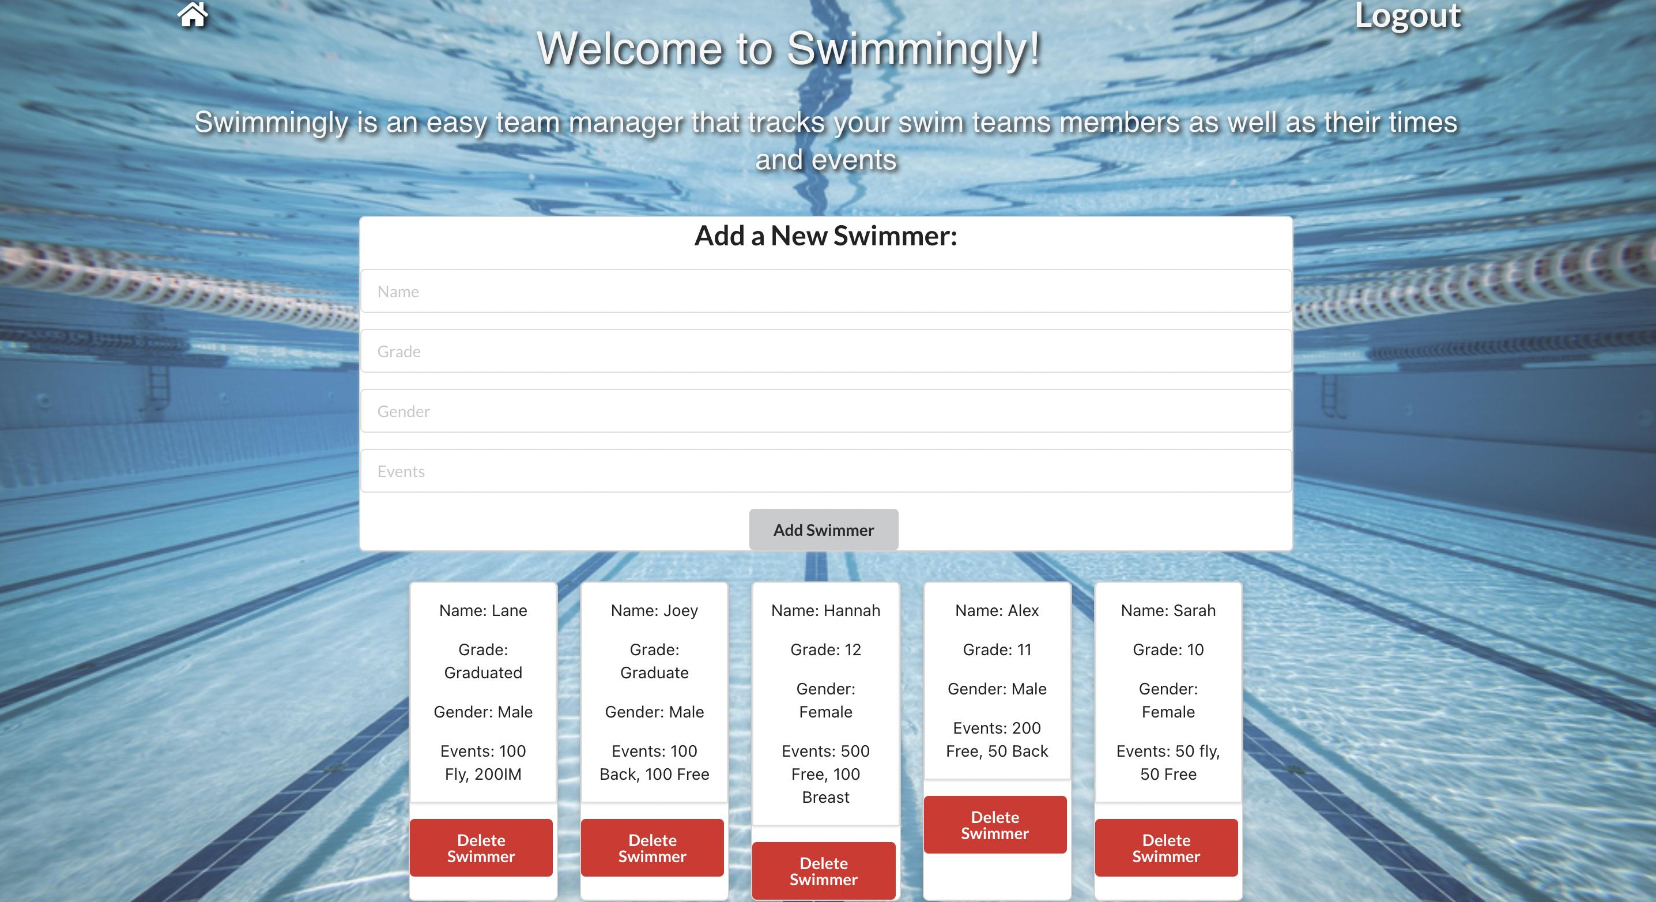 Logout
Welcome to Swimmingly!
Swimmingly is an easy team manager that tracks your swim teams members as well as their times
and events
Add a New Swimmer:
Name
Grade
Gender
Events
Add Swimmer
Name: Lane
Grade:
Graduated
Gender: Male
Events: 100
Fly, 200IM
Delete
Swimmer
Name: Joey
Grade:
Graduate
Gender: Male
Events: 100
Back, 100 Free
Delete
Swimmer
Name: Hannah
Grade: 12
Gender:
Female
Events: 500
Free, 100
Breast
Delete
Swimmer
Name: Alex
Grade: 11
Gender: Male
Events: 200
Free, 50 Back
Delete
Swimmer
Name: Sarah
Grade: 10
Gender:
Female
Events: 50 fly,
50 Free
Delete
Swimmer